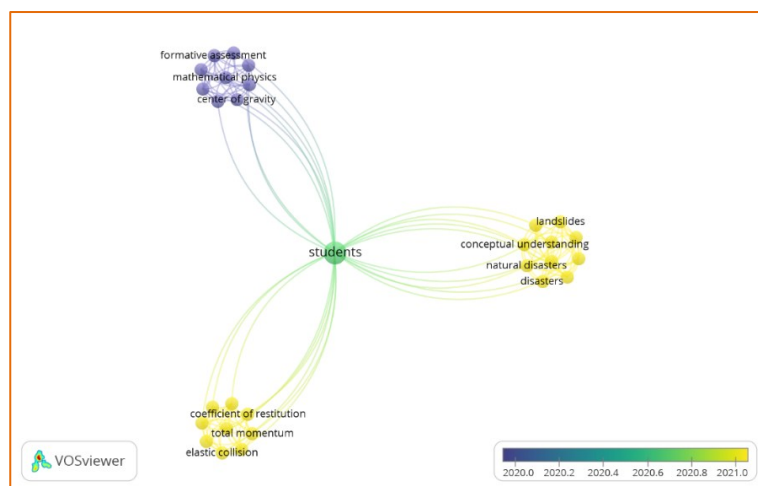 formative assessment
mathematical physics
center of gravity
landslides
conceptual understanding
students
natural disasters
disasters
coefficient of restitution
total momentum
elastic collision
VOSviewer
2020.0 2020.2 2020.4 2020.6 2020.8 2021.0